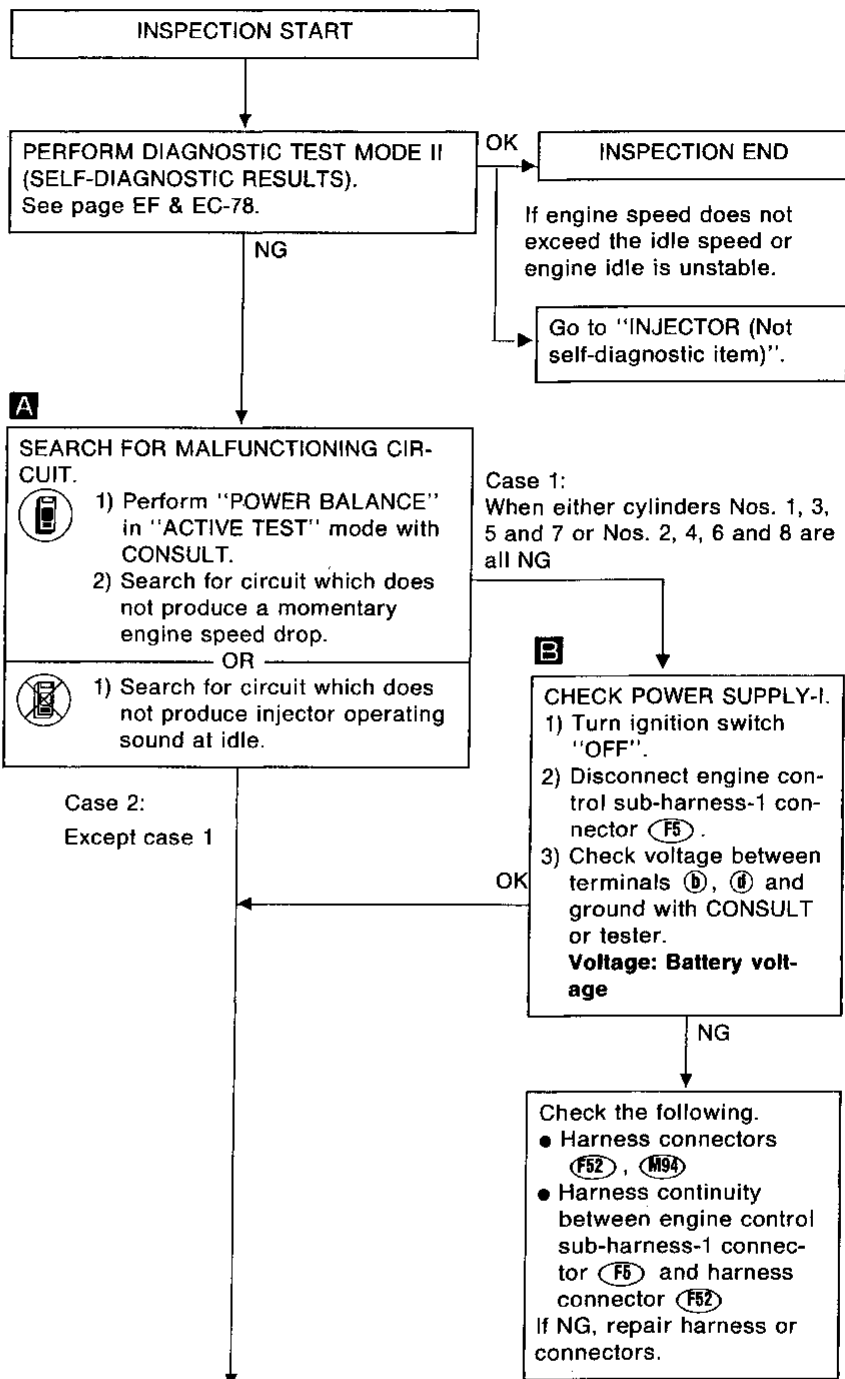 INSPECTION START
PERFORM DIAGNOSTIC TEST MODE II
(SELF-DIAGNOSTIC RESULTS).
See page EF & EC-78.
OK
INSPECTION END
If engine speed does not
exceed the idle speed or
engine idle is unstable.
NG
Go to "INJECTOR (Not
self-diagnostic item)".
A
SEARCH FOR MALFUNCTIONING CIR-
CUIT.
1) Perform "POWER BALANCE"
in "ACTIVE TEST" mode with
CONSULT.
2) Search for circuit which does
not produce a momentary
engine speed drop.
OR
1) Search for circuit which does
not produce injector operating
sound at idle.
Case 1:
When either cylinders Nos. 1, 3,
5 and 7 or Nos. 2, 4, 6 and 8 are
all NG
Case 2:
Except case 1
B
CHECK POWER SUPPLY-I.
1) Turn ignition switch
"OFF".
2) Disconnect engine con-
trol sub-harness-1 con-
nector F5 .
3) Check voltage between
terminals b, d and
ground with CONSULT
or tester.
Voltage: Battery volt-
age
OK
NG
Check the following.
● Harness connectors
F52 , M94
● Harness continuity
between engine control
sub-harness-1 connec-
tor F5 and harness
connector F52
If NG, repair harness or
connectors.